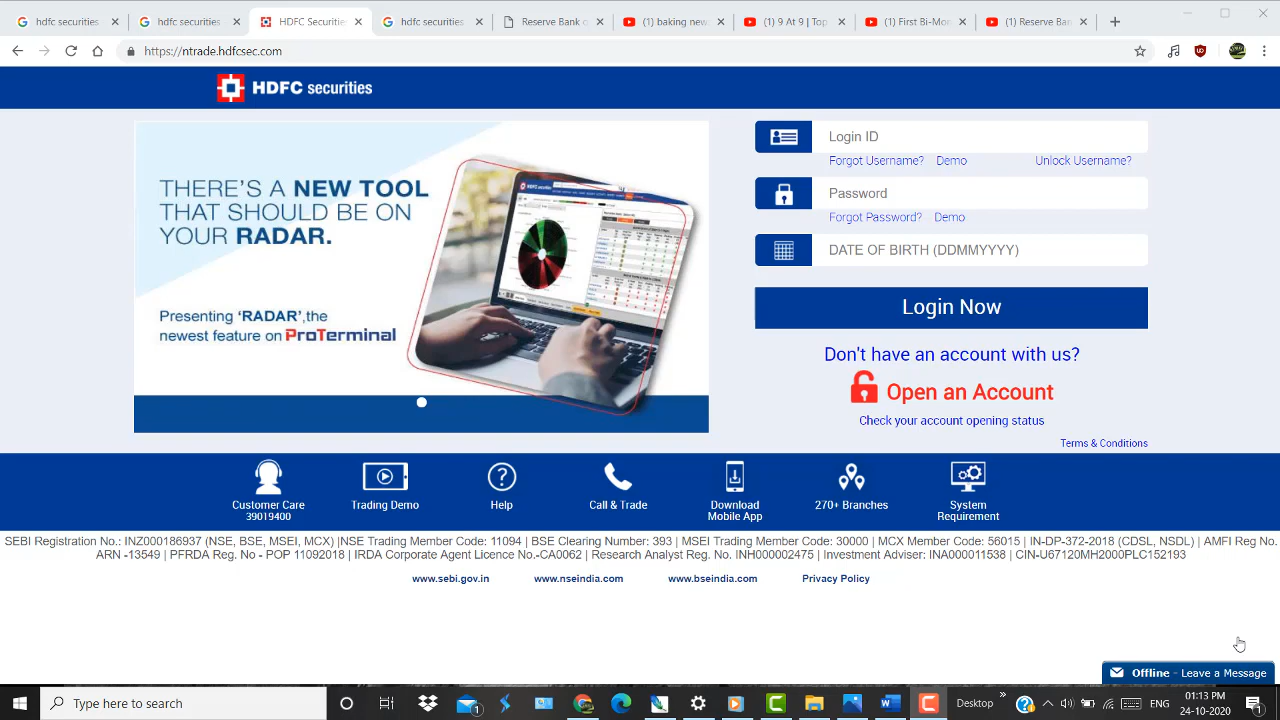 hdfc securities
hdfc securities
HDFC Securities
hdfc securities
Reserve Bank o
(1) baking new
(1) 9 At 9 | Top
(1) First Bi-Mon
(1) Reserve Ban
https://ntrade.hdfcsec.com
HDFC securities
THERE'S A NEW TOOL
THAT SHOULD BE ON
YOUR RADAR.
Presenting 'RADAR',the
newest feature on ProTerminal
Login ID
Forgot Username? Demo Unlock Username?
Password
Forgot Password? Demo
DATE OF BIRTH (DDMMYYYY)
Login Now
Don't have an account with us?
Open an Account
Check your account opening status
Terms & Conditions
Customer Care
39019400
Trading Demo
Help
Call & Trade
Download
Mobile App
270+ Branches
System
Requirement
SEBI Registration No.: INZ000186937 (NSE, BSE, MSEI, MCX) |NSE Trading Member Code: 11094 | BSE Clearing Number: 393 | MSEI Trading Member Code: 30000 | MCX Member Code: 56015 | IN-DP-372-2018 (CDSL, NSDL) | AMFI Reg No.
ARN -13549 | PFRDA Reg. No - POP 11092018 | IRDA Corporate Agent Licence No.-CA0062 | Research Analyst Reg. No. INH000002475 | Investment Adviser: INA000011538 | CIN-U67120MH2000PLC152193
www.sebi.gov.in www.nseindia.com www.bseindia.com Privacy Policy
Offline - Leave a Message
Type here to search
1
Desktop
ENG
01:13 PM
24-10-2020